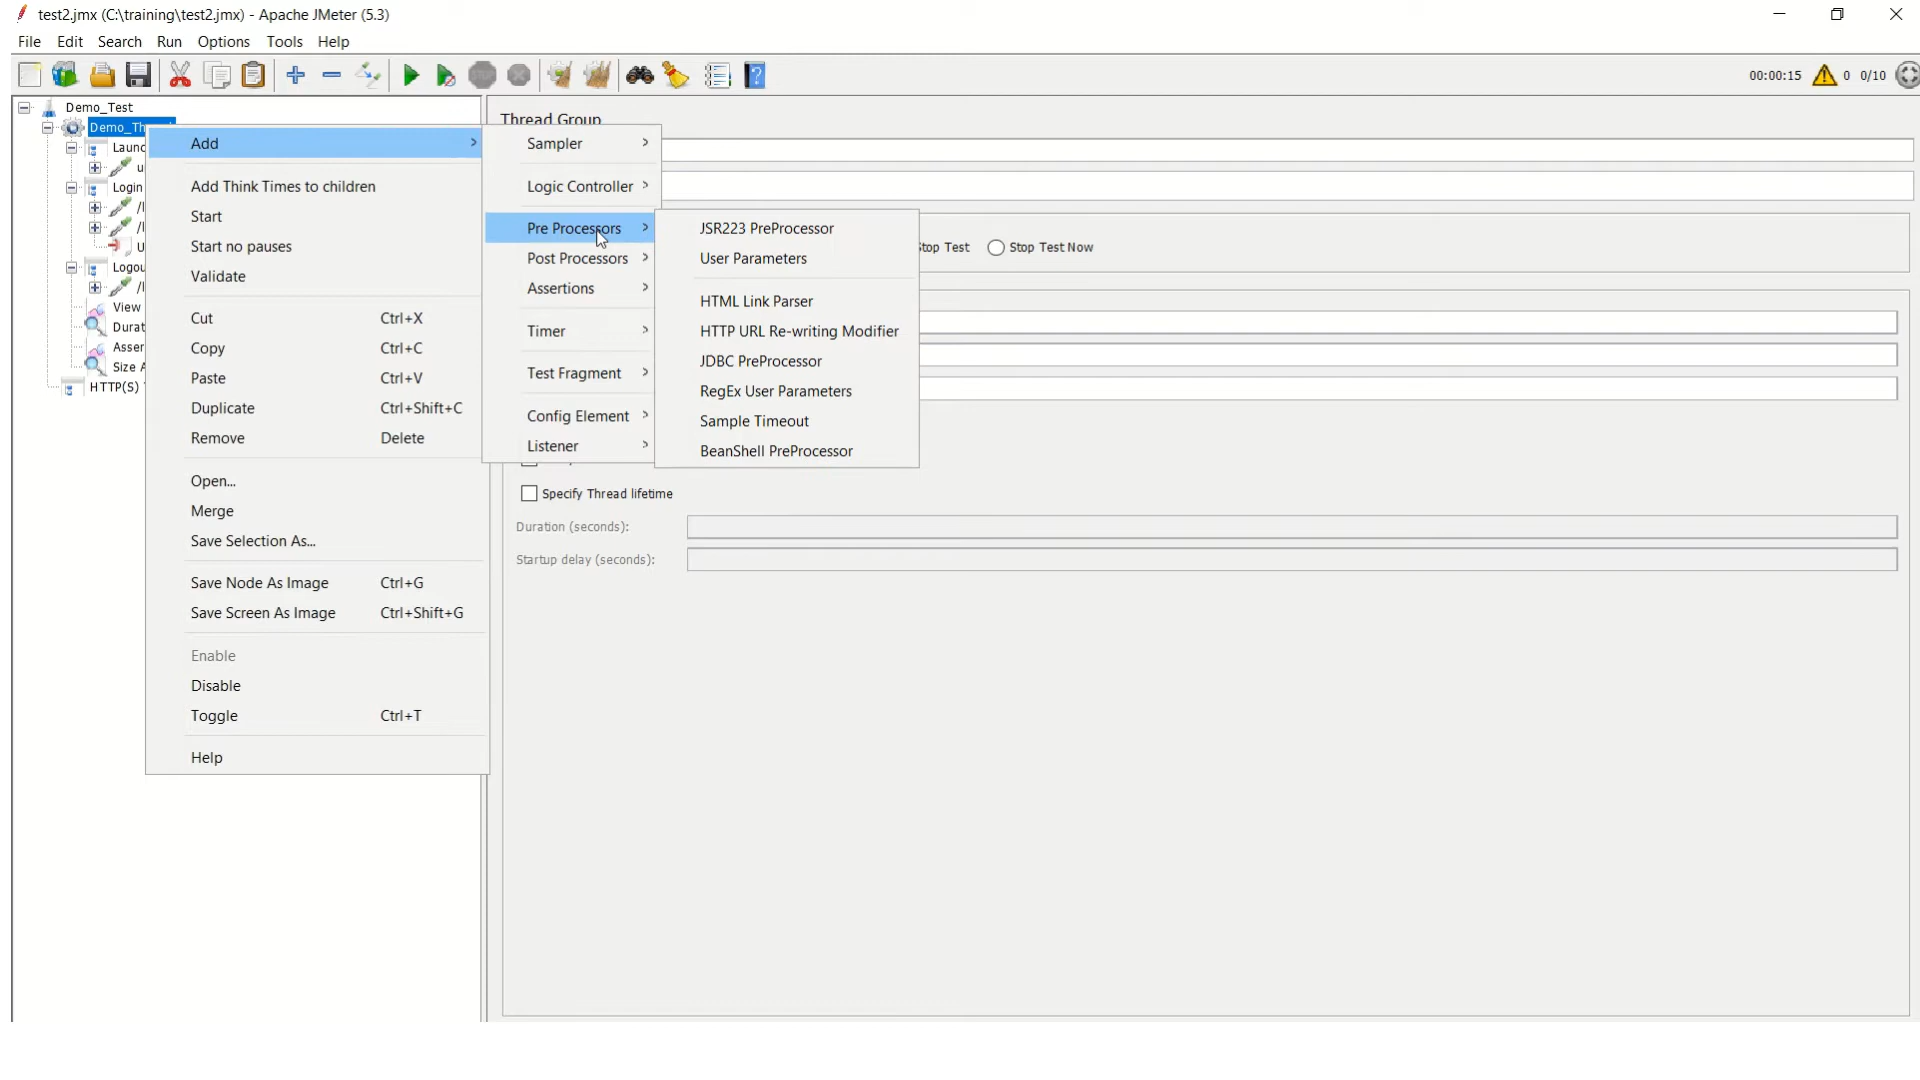 test2.jmx (C:\training\test2.jmx) - Apache JMeter (5.3)
File Edit Search Run Options Tools Help
00:00:15 0 0/10
Demo_Test
Demo_Th
Launc
Login
Logou
View
Durat
Asser
Size A
HTTP(S)
Add
Add Think Times to children
Start
Start no pauses
Validate
Cut Ctrl+X
Copy Ctrl+C
Paste Ctrl+V
Duplicate Ctrl+Shift+C
Remove Delete
Open...
Merge
Save Selection As...
Save Node As Image Ctrl+G
Save Screen As Image Ctrl+Shift+G
Enable
Disable
Toggle Ctrl+T
Help
Sampler
Logic Controller
Pre Processors
Post Processors
Assertions
Timer
Test Fragment
Config Element
Listener
JSR223 PreProcessor
User Parameters
HTML Link Parser
HTTP URL Re-writing Modifier
JDBC PreProcessor
RegEx User Parameters
Sample Timeout
BeanShell PreProcessor
Thread Group
Stop Test Stop Test Now
Specify Thread lifetime
Duration (seconds):
Startup delay (seconds):